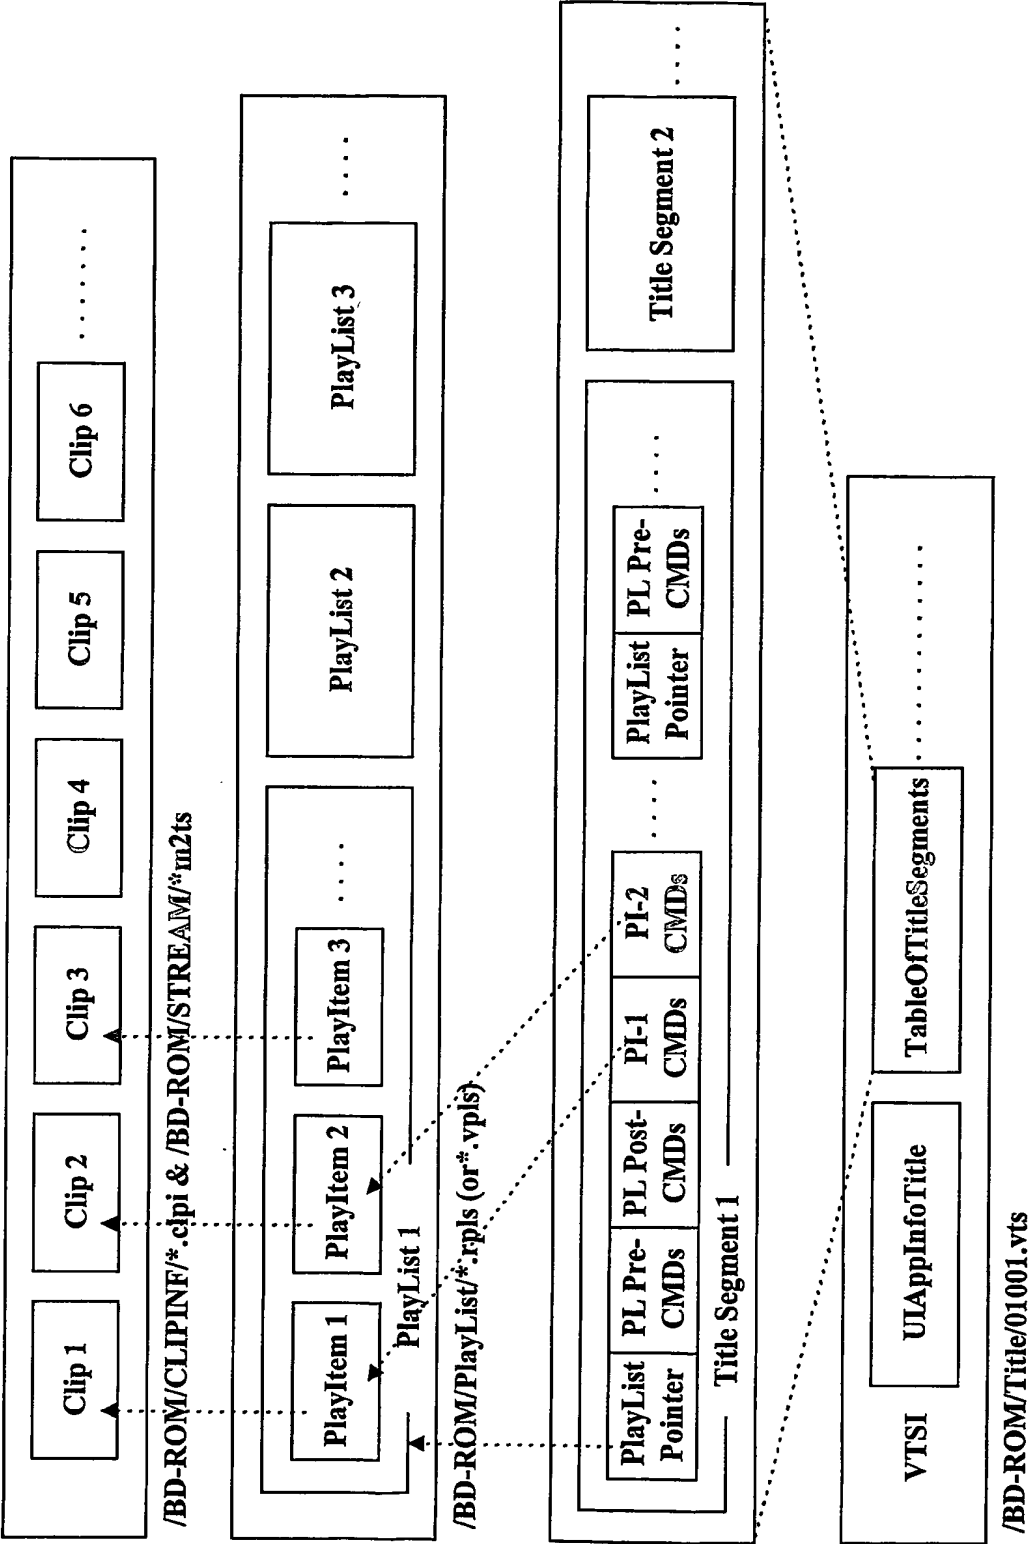 Clip 1
Clip 2
Clip 3
Clip 4
Clip 5
Clip 6
. . . . . . .
/BD-ROM/CLIPINF/*.clpi & /BD-ROM/STREAM/*m2ts
PlayItem 1
PlayItem 2
PlayItem 3
. . . .
PlayList 1
PlayList 2
PlayList 3
. . . .
/BD-ROM/PlayList/*.rpls (or*.vpls)
PlayList
Pointer
PL Pre-
CMDs
PL Post-
CMDs
PI-1
CMDs
PI-2
CMDs
. . . .
PlayList
Pointer
PL Pre-
CMDs
. . . . .
Title Segment 1
Title Segment 2
. . . .
VTSI
UIAppInfoTitle
TableOfTitleSegments
. . . . . . . . . . . .
/BD-ROM/Title/01001.vts